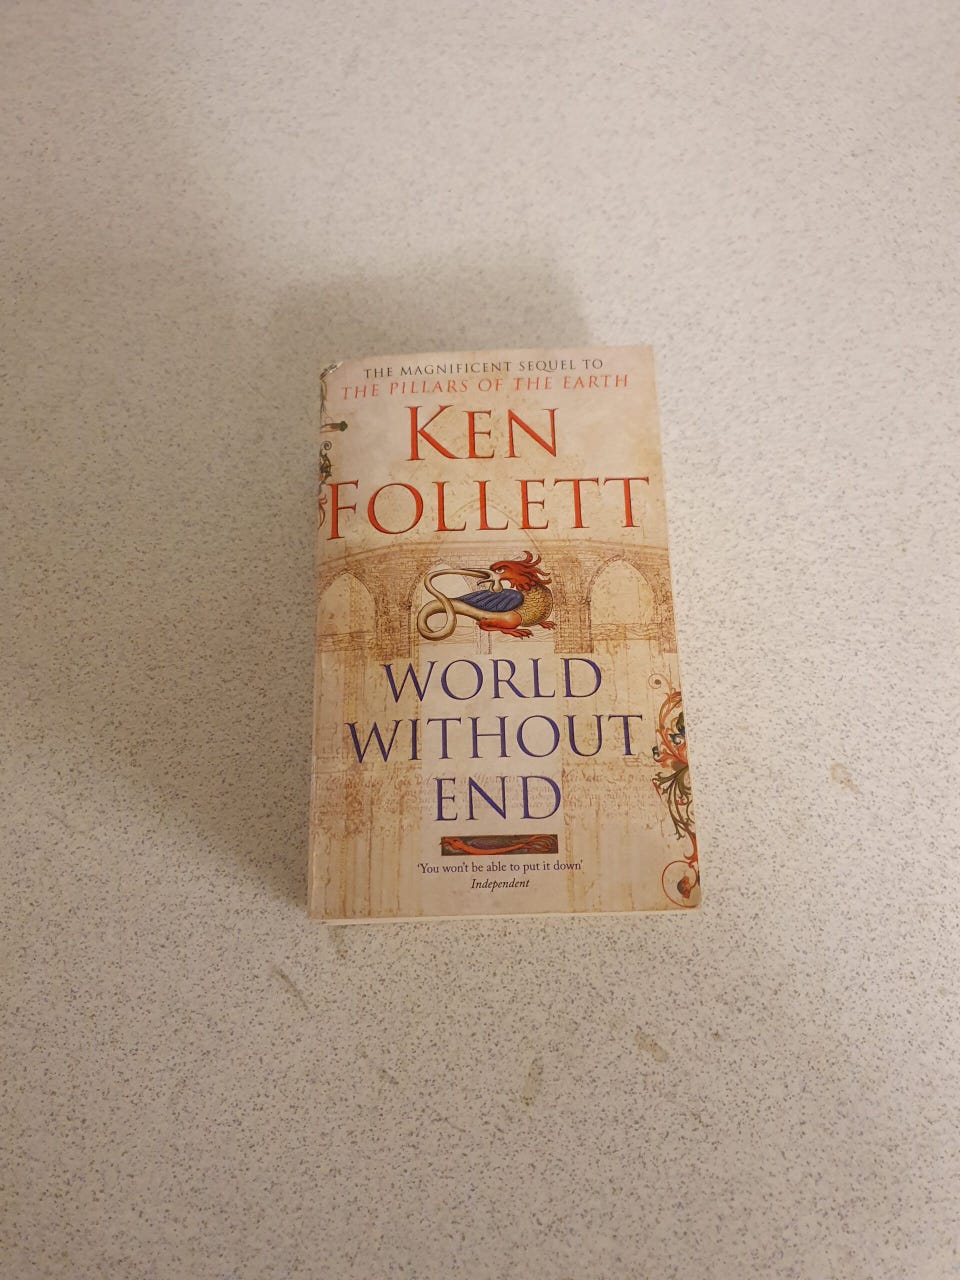 THE MAGNIFICENT SEQUEL TO
THE PILLARS OF THE EARTH
KEN
FOLLETT
WORLD
WITHOUT
END
‘You won’t be able to put it down’
Independent